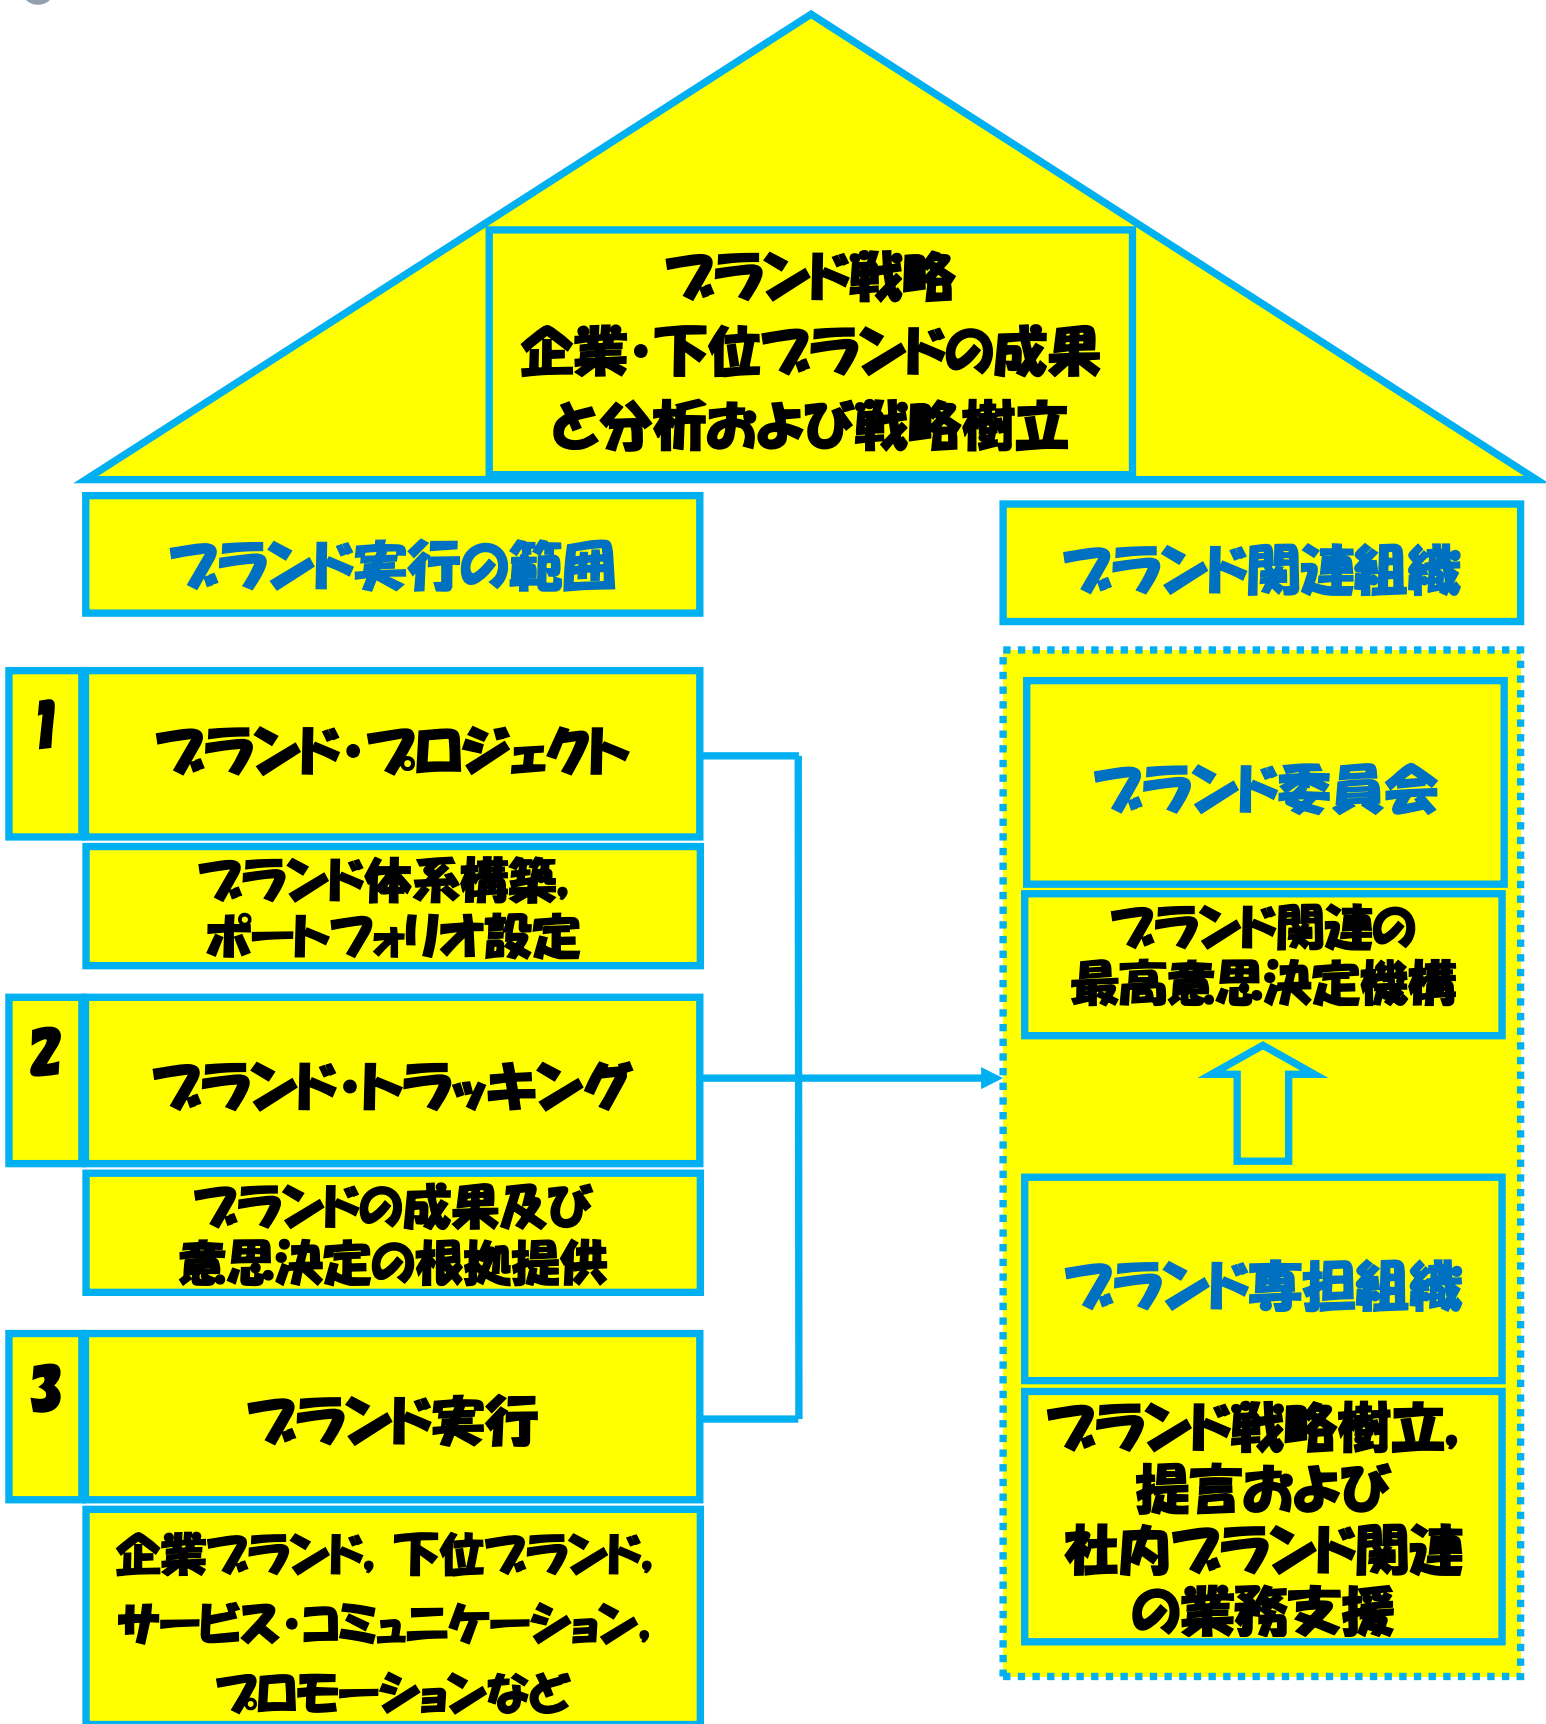 ブランド戦略
企業・下位ブランドの成果
と分析および戦略樹立
ブランド実行の範囲
1
ブランド・プロジェクト
ブランド体系構築,
ポートフォリオ設定
2
ブランド・トラッキング
ブランドの成果及び
意思決定の根拠提供
3
ブランド実行
企業ブランド, 下位ブランド,
サービス・コミュニケーション,
プロモーションなど
ブランド関連組織
ブランド委員会
ブランド関連の
最高意思決定機構
ブランド専担組織
ブランド戦略樹立,
提言および
社内ブランド関連
の業務支援